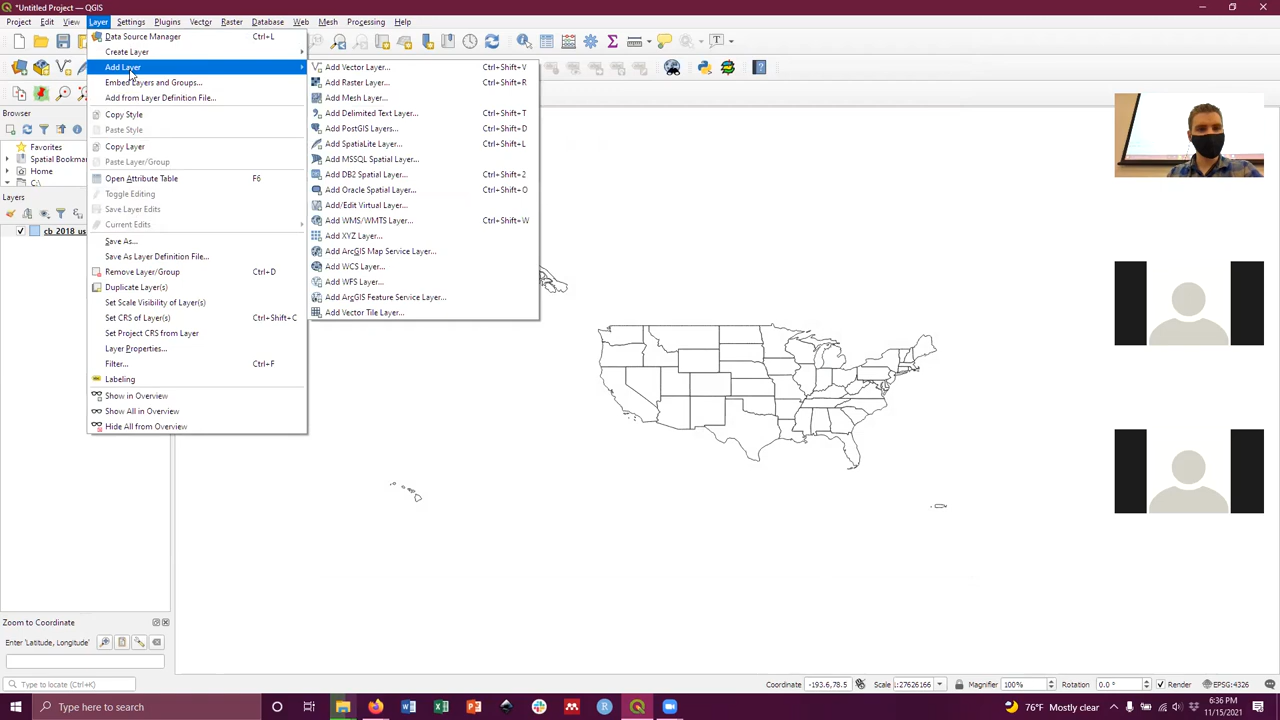 *Untitled Project — QGIS
Project Edit View Layer Settings Plugins Vector Raster Database Web Mesh Processing Help
Data Source Manager Ctrl+L
Create Layer
Add Layer
Embed Layers and Groups...
Add from Layer Definition File...
Copy Style
Paste Style
Copy Layer
Paste Layer/Group
Open Attribute Table F6
Toggle Editing
Save Layer Edits
Current Edits
Save As...
Save As Layer Definition File...
Remove Layer/Group Ctrl+D
Duplicate Layer(s)
Set Scale Visibility of Layer(s)
Set CRS of Layer(s) Ctrl+Shift+C
Set Project CRS from Layer
Layer Properties...
Filter... Ctrl+F
Labeling
Show in Overview
Show All in Overview
Hide All from Overview
Add Vector Layer... Ctrl+Shift+V
Add Raster Layer... Ctrl+Shift+R
Add Mesh Layer...
Add Delimited Text Layer... Ctrl+Shift+T
Add PostGIS Layers... Ctrl+Shift+D
Add SpatiaLite Layer... Ctrl+Shift+L
Add MSSQL Spatial Layer...
Add DB2 Spatial Layer... Ctrl+Shift+2
Add Oracle Spatial Layer... Ctrl+Shift+O
Add/Edit Virtual Layer...
Add WMS/WMTS Layer... Ctrl+Shift+W
Add XYZ Layer...
Add ArcGIS Map Service Layer...
Add WCS Layer...
Add WFS Layer...
Add ArcGIS Feature Service Layer...
Add Vector Tile Layer...
Browser
Favorites
Spatial Bookma
Home
C:\
Layers
cb_2018_us
Zoom to Coordinate
Enter 'Latitude, Longitude'
Type to locate (Ctrl+K)
Coordinate -193.6,78.5 Scale 1:27626166 Magnifier 100% Rotation 0.0 ° Render EPSG:4326
Type here to search
76°F Mostly clear
6:36 PM
11/15/2021